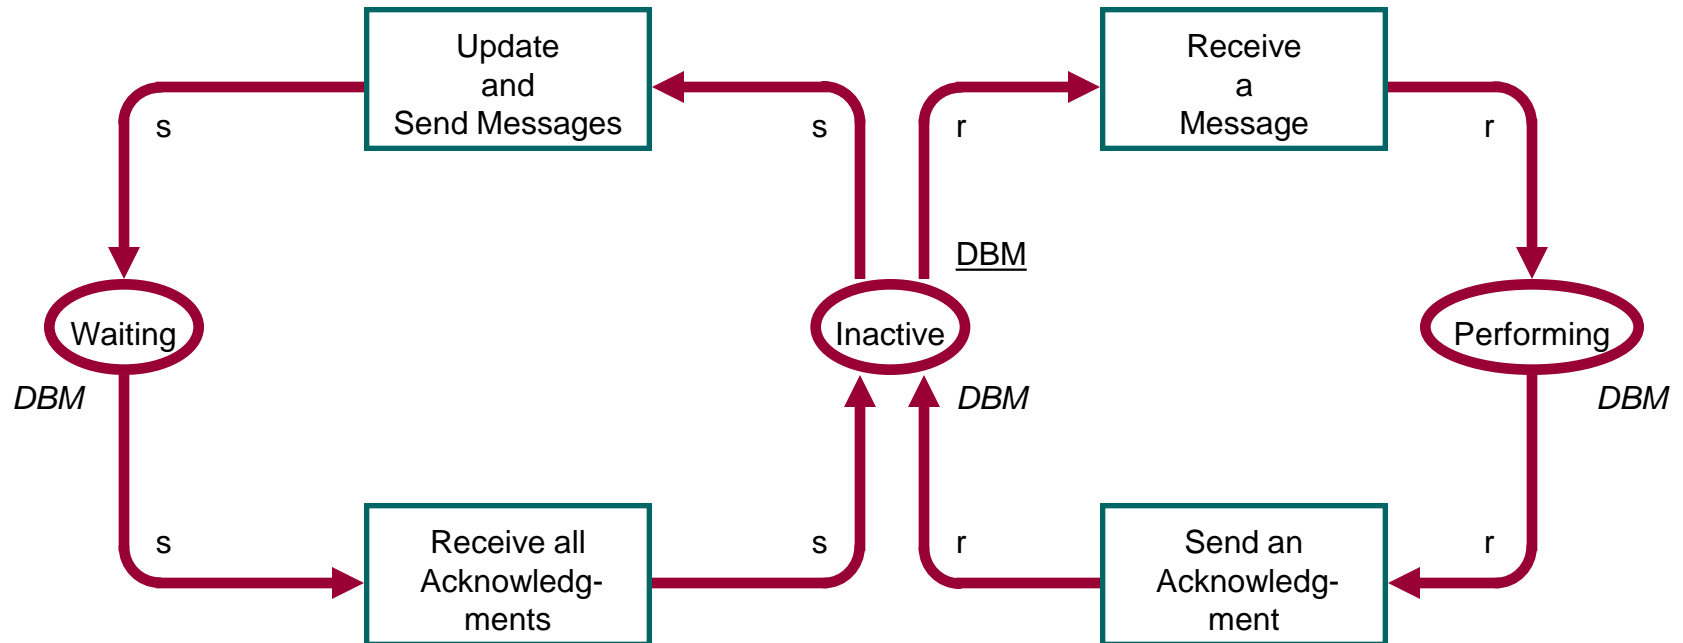 Update
and
Send Messages
Receive
a
Message
s
s
r
r
DBM
Waiting
Inactive
Performing
DBM
DBM
DBM
s
s
r
r
Receive all
Acknowledg-
ments
Send an
Acknowledg-
ment